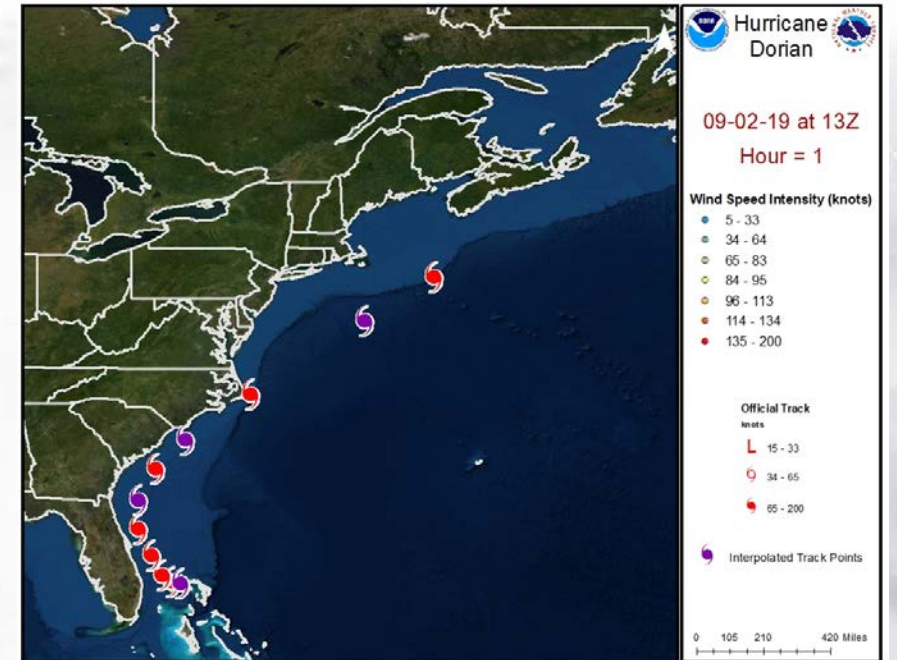 Hurricane
Dorian
NOAA
09-02-19 at 13Z
Hour = 1
Wind Speed Intensity (knots)
5 - 33
34 - 64
65 - 83
84 - 95
96 - 113
114 - 134
135 - 200
Official Track
knots
L 15 - 33
34 - 65
65 - 200
Interpolated Track Points
0 105 210 420 Miles